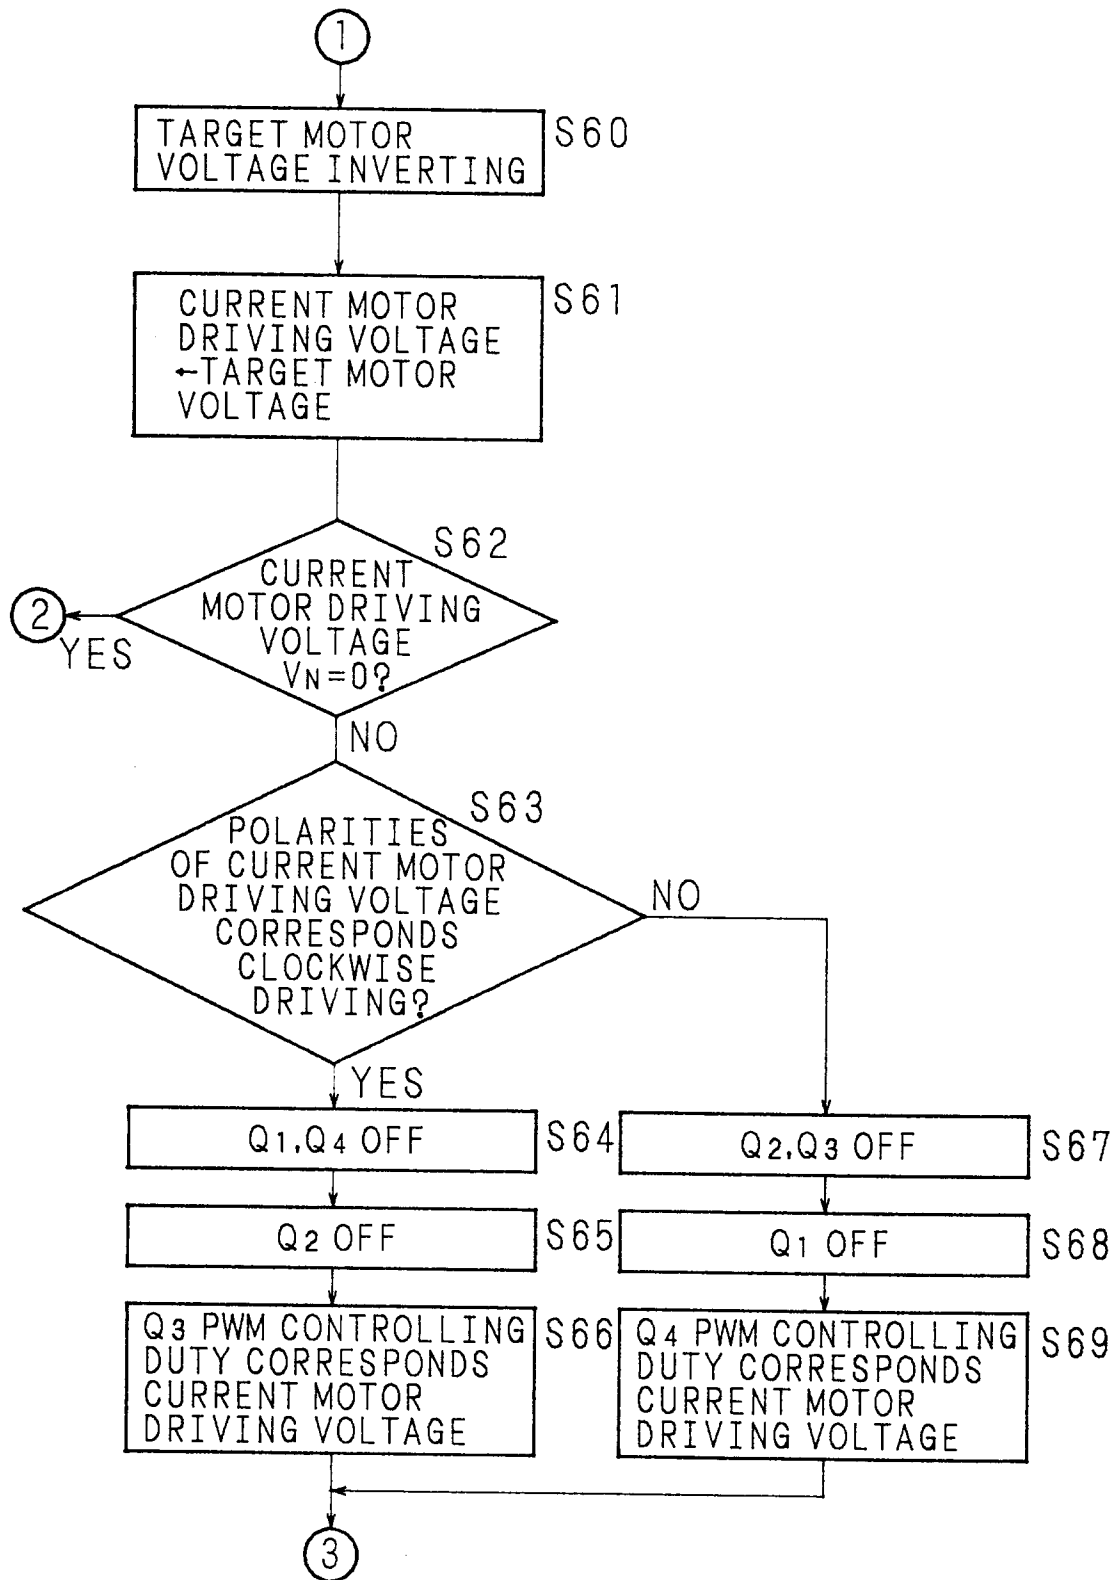 1
TARGET MOTOR
VOLTAGE INVERTING
S60
CURRENT MOTOR
DRIVING VOLTAGE
←TARGET MOTOR
VOLTAGE
S61
S62
CURRENT
MOTOR DRIVING
VOLTAGE
VN=0?
2
YES
NO
S63
POLARITIES
OF CURRENT MOTOR
DRIVING VOLTAGE
CORRESPONDS
CLOCKWISE
DRIVING?
NO
YES
Q1,Q4 OFF
S64
Q2,Q3 OFF
S67
Q2 OFF
S65
Q1 OFF
S68
Q3 PWM CONTROLLING
DUTY CORRESPONDS
CURRENT MOTOR
DRIVING VOLTAGE
S66
Q4 PWM CONTROLLING
DUTY CORRESPONDS
CURRENT MOTOR
DRIVING VOLTAGE
S69
3